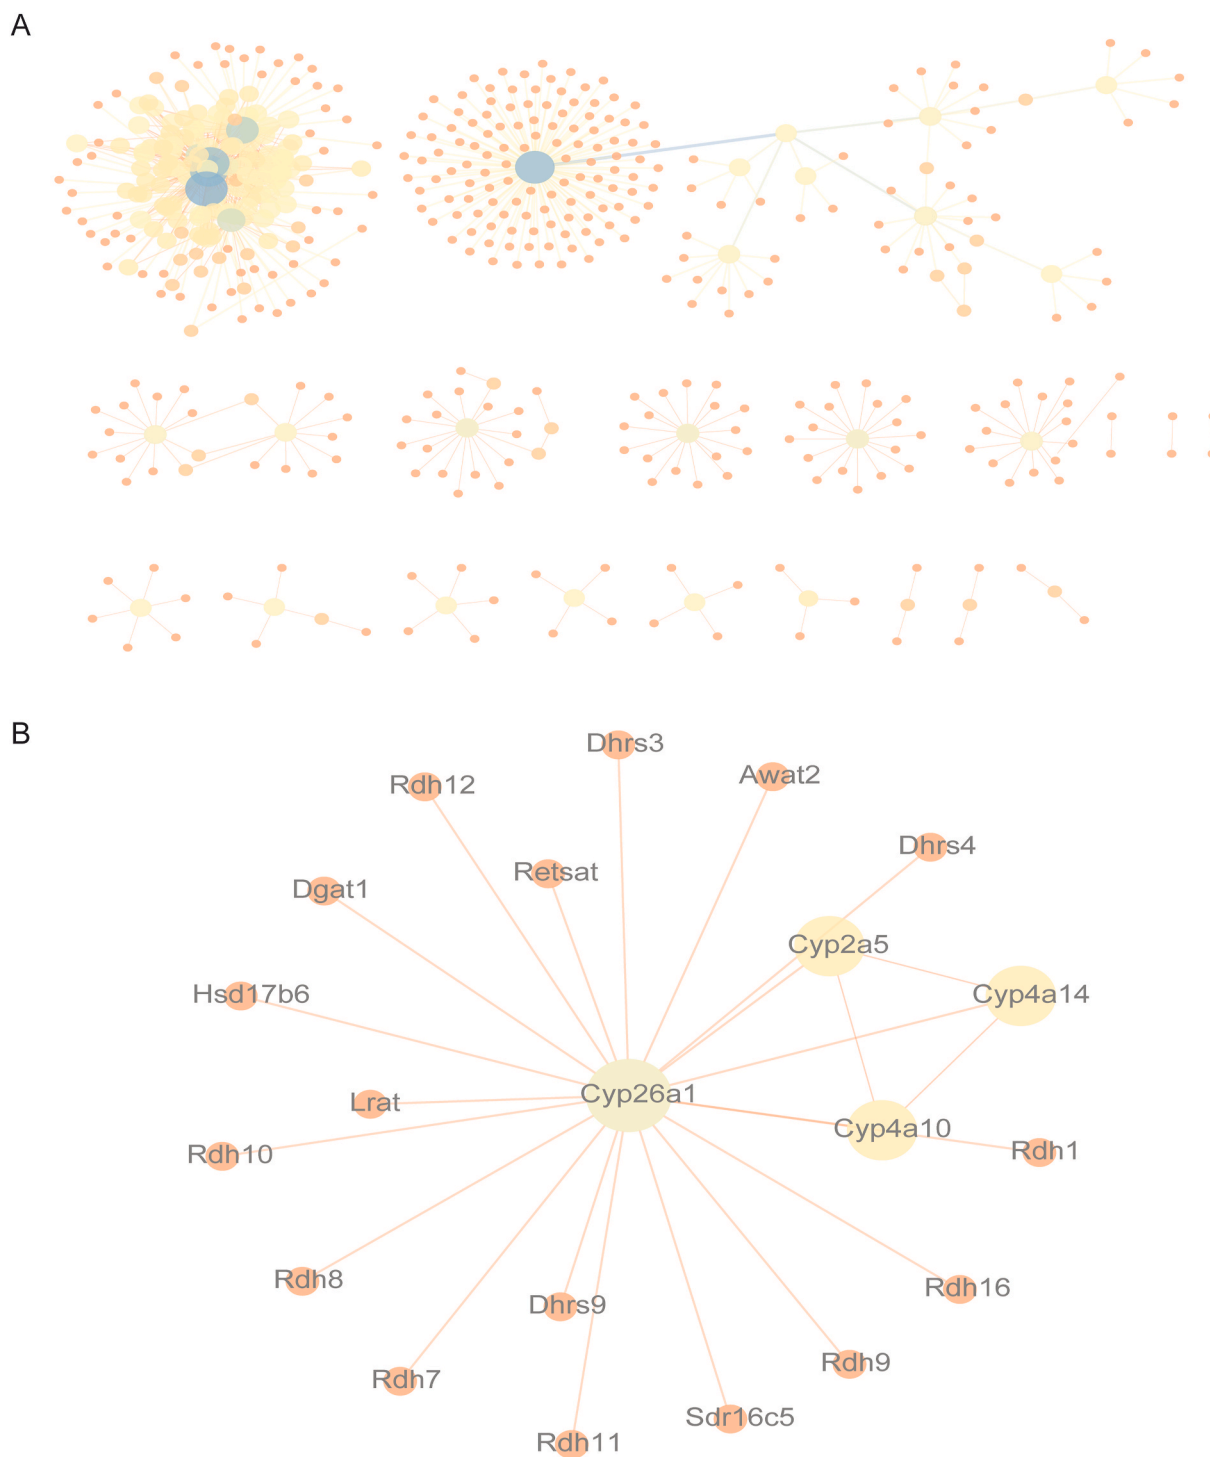 A
B
Dhrs3
Awat2
Rdh12
Dhrs4
Retsat
Dgat1
Cyp2a5
Hsd17b6
Cyp4a14
Cyp26a1
Lrat
Cyp4a10
Rdh10
Rdh1
Rdh8
Rdh16
Dhrs9
Rdh9
Rdh7
Sdr16c5
Rdh11